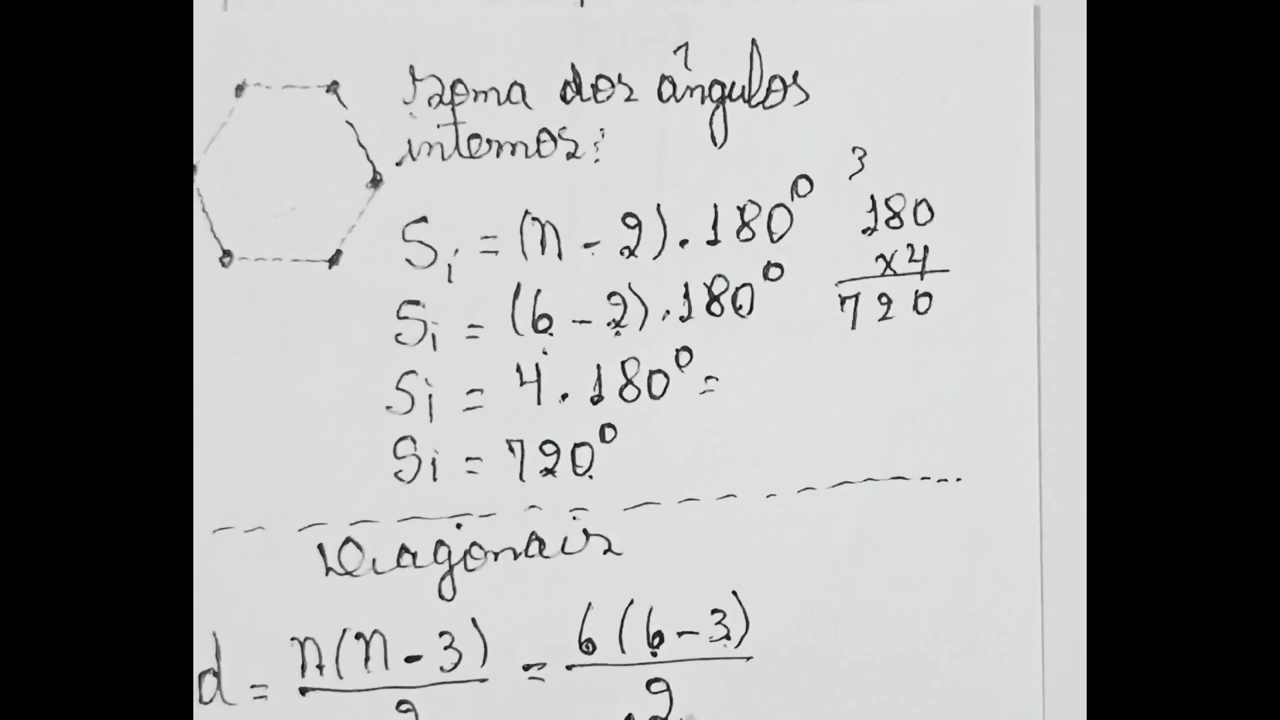 Soma dos ângulos
internos:
Si = (n - 2) . 180°
Si = (6 - 2) . 180°
Si = 4 . 180° =
Si = 720°
3
180
x4
720
Diagonais
d = n(n - 3)/2 = 6(6 - 3)/2